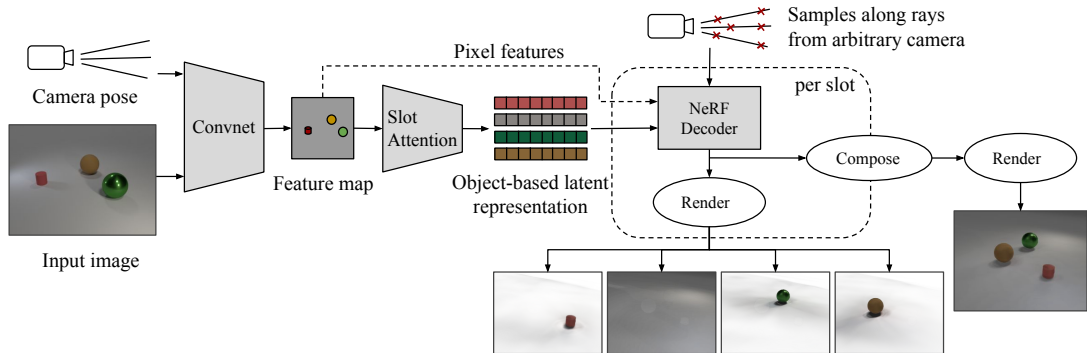 Camera pose
Input image
Convnet
Feature map
Pixel features
Slot
Attention
Object-based latent
representation
Samples along rays
from arbitrary camera
per slot
NeRF
Decoder
Render
Compose
Render